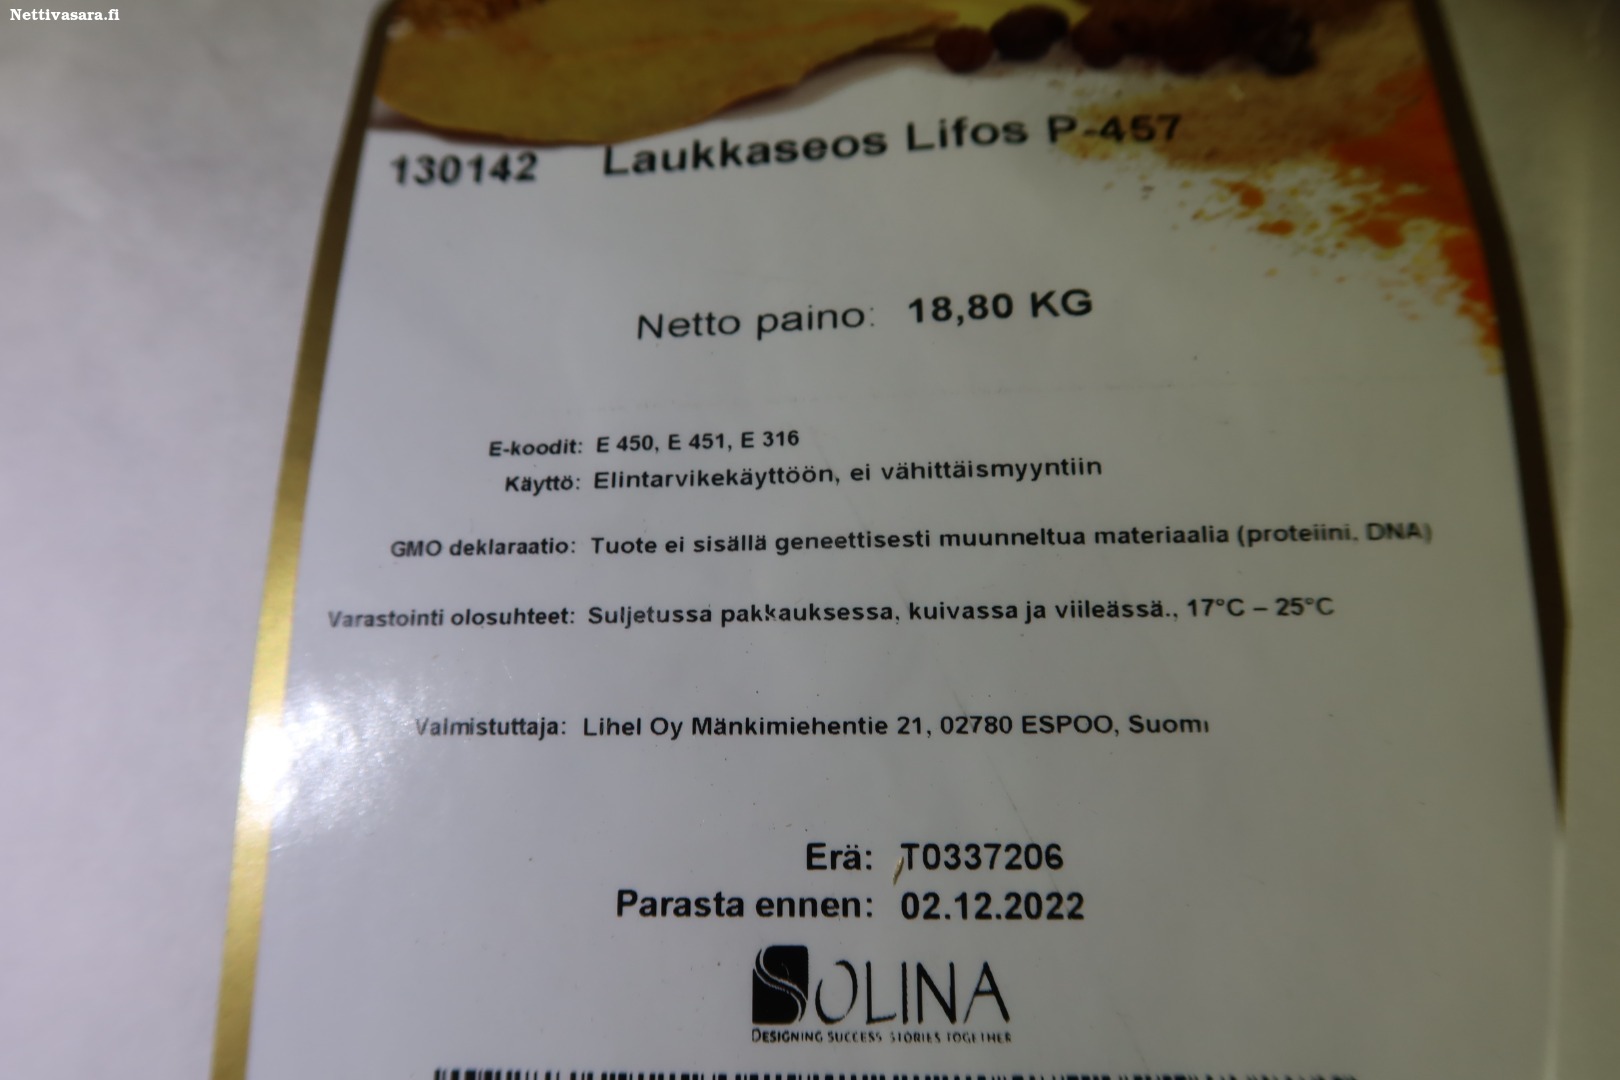 Nettivasara.fi
130142 Laukkaseos Lifos P-457
Netto paino: 18,80 KG
E-koodit: E 450, E 451, E 316
Käyttö: Elintarvikekäyttöön, ei vähittäismyyntiin
GMO deklaraatio: Tuote ei sisällä geneettisesti muunneltua materiaalia (proteiini, DNA)
Varastointi olosuhteet: Suljetussa pakkauksessa, kuivassa ja viileässä., 17°C – 25°C
Valmistuttaja: Lihel Oy Mänkimiehentie 21, 02780 ESPOO, Suomi
Erä: T0337206
Parasta ennen: 02.12.2022
SOLINA
DESIGNING SUCCESS STORIES TOGETHER